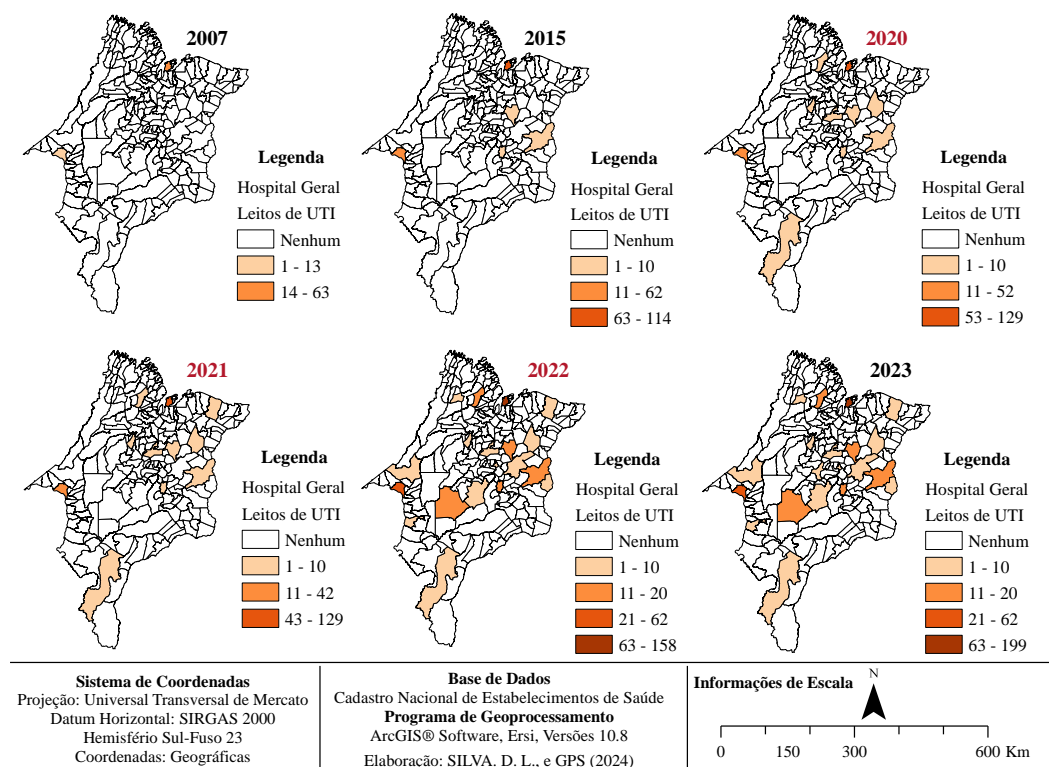 2007
Legenda
Hospital Geral
Leitos de UTI
Nenhum
1 - 13
14 - 63
2015
Legenda
Hospital Geral
Leitos de UTI
Nenhum
1 - 10
11 - 62
63 - 114
2020
Legenda
Hospital Geral
Leitos de UTI
Nenhum
1 - 10
11 - 52
53 - 129
2021
Legenda
Hospital Geral
Leitos de UTI
Nenhum
1 - 10
11 - 42
43 - 129
2022
Legenda
Hospital Geral
Leitos de UTI
Nenhum
1 - 10
11 - 20
21 - 62
63 - 158
2023
Legenda
Hospital Geral
Leitos de UTI
Nenhum
1 - 10
11 - 20
21 - 62
63 - 199
Sistema de Coordenadas
Projeção: Universal Transversal de Mercato
Datum Horizontal: SIRGAS 2000
Hemisfério Sul-Fuso 23
Coordenadas: Geográficas
Base de Dados
Cadastro Nacional de Estabelecimentos de Saúde
Programa de Geoprocessamento
ArcGIS® Software, Ersi, Versões 10.8
Elaboração: SILVA. D. L., e GPS (2024)
Informações de Escala
N
0 150 300 600 Km